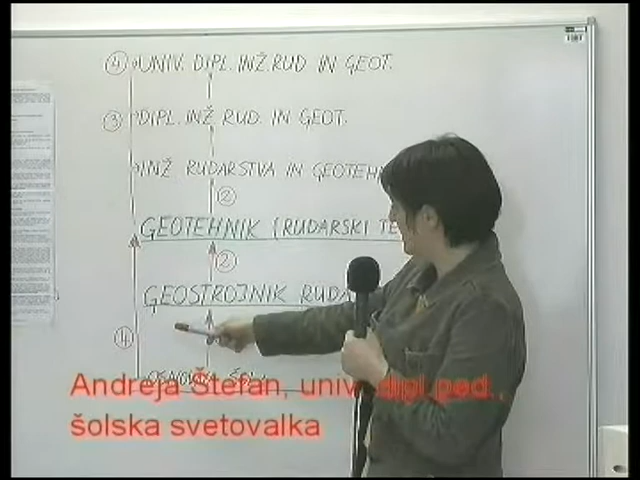 ④ UNIV. DIPL. INŽ. RUD IN GEOT.
③ DIPL. INŽ RUD. IN GEOT.
INŽ RUDARSTVA IN GEOTEH
②
GEOTEHNIK (RUDARSKI TE
②
GEOSTROJNIK RUDA
④
OSNOVNA
Andreja Štefan, univ. dipl.ped.,
šolska svetovalka